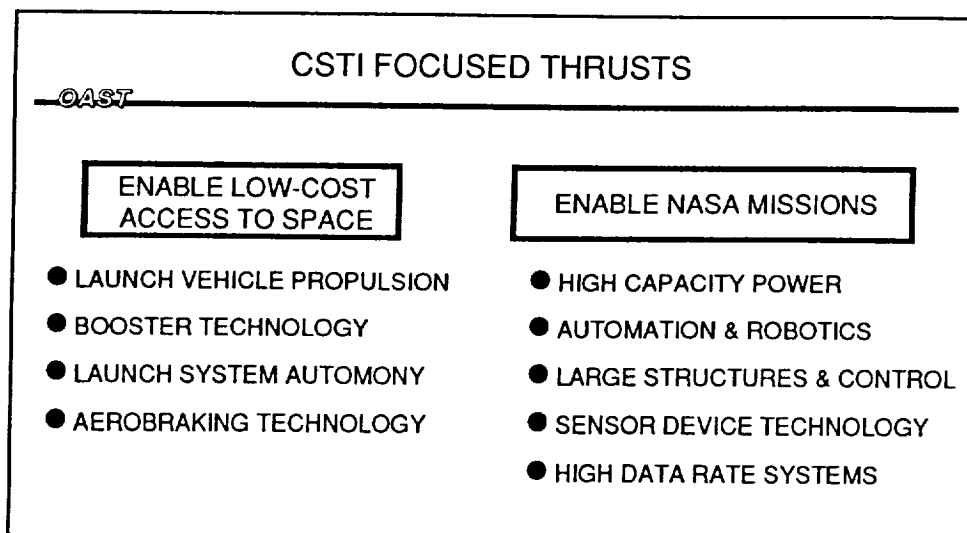 CSTI FOCUSED THRUSTS
OAST
ENABLE LOW-COST
ACCESS TO SPACE
● LAUNCH VEHICLE PROPULSION
● BOOSTER TECHNOLOGY
● LAUNCH SYSTEM AUTOMONY
● AEROBRAKING TECHNOLOGY
ENABLE NASA MISSIONS
● HIGH CAPACITY POWER
● AUTOMATION & ROBOTICS
● LARGE STRUCTURES & CONTROL
● SENSOR DEVICE TECHNOLOGY
● HIGH DATA RATE SYSTEMS